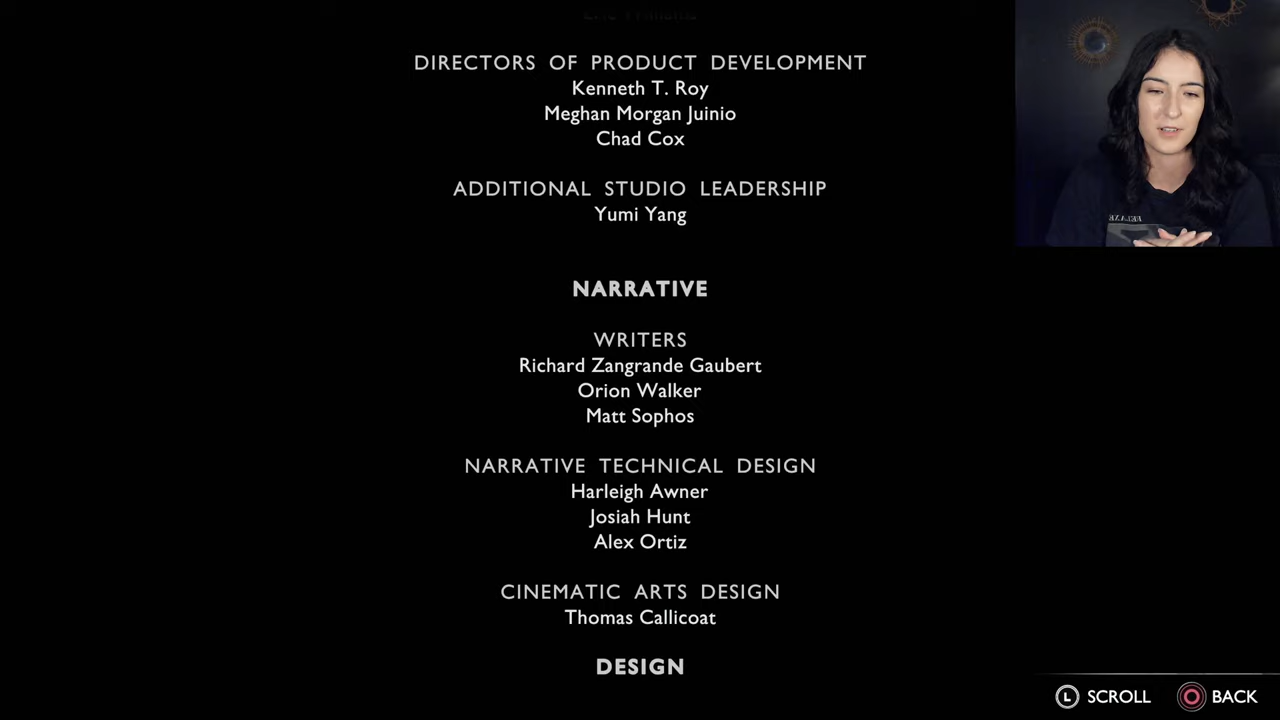 DIRECTORS OF PRODUCT DEVELOPMENT
Kenneth T. Roy
Meghan Morgan Juinio
Chad Cox
ADDITIONAL STUDIO LEADERSHIP
Yumi Yang
NARRATIVE
WRITERS
Richard Zangrande Gaubert
Orion Walker
Matt Sophos
NARRATIVE TECHNICAL DESIGN
Harleigh Awner
Josiah Hunt
Alex Ortiz
CINEMATIC ARTS DESIGN
Thomas Callicoat
DESIGN
L SCROLL BACK